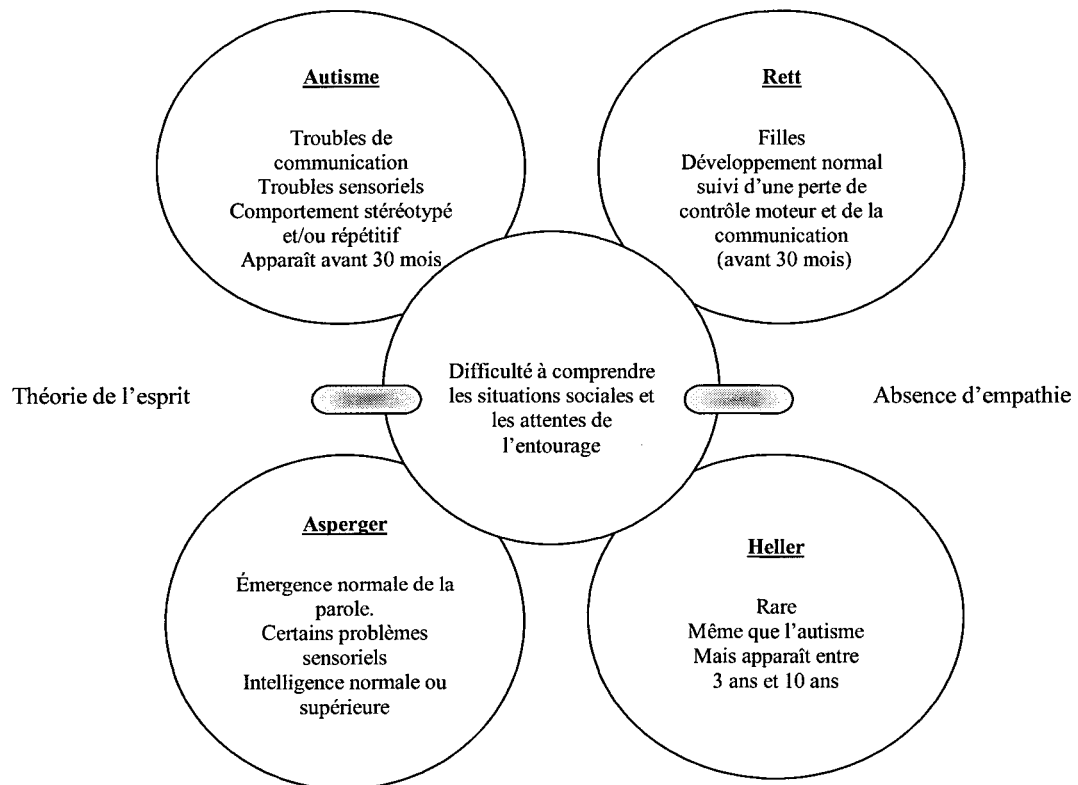 Autisme
Troubles de
communication
Troubles sensoriels
Comportement stéréotypé
et/ou répétitif
Apparaît avant 30 mois
Rett
Filles
Développement normal
suivi d'une perte de
contrôle moteur et de la
communication
(avant 30 mois)
Théorie de l'esprit
Difficulté à comprendre
les situations sociales et
les attentes de
l'entourage
Absence d'empathie
Asperger
Émergence normale de la
parole.
Certains problèmes
sensoriels
Intelligence normale ou
supérieure
Heller
Rare
Même que l'autisme
Mais apparaît entre
3 ans et 10 ans